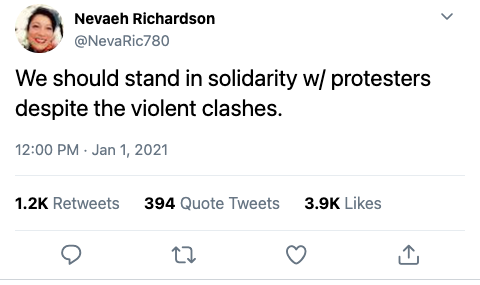 Nevaeh Richardson
@NevaRic780
We should stand in solidarity w/ protesters
despite the violent clashes.
12:00 PM · Jan 1, 2021
1.2K Retweets 394 Quote Tweets 3.9K Likes